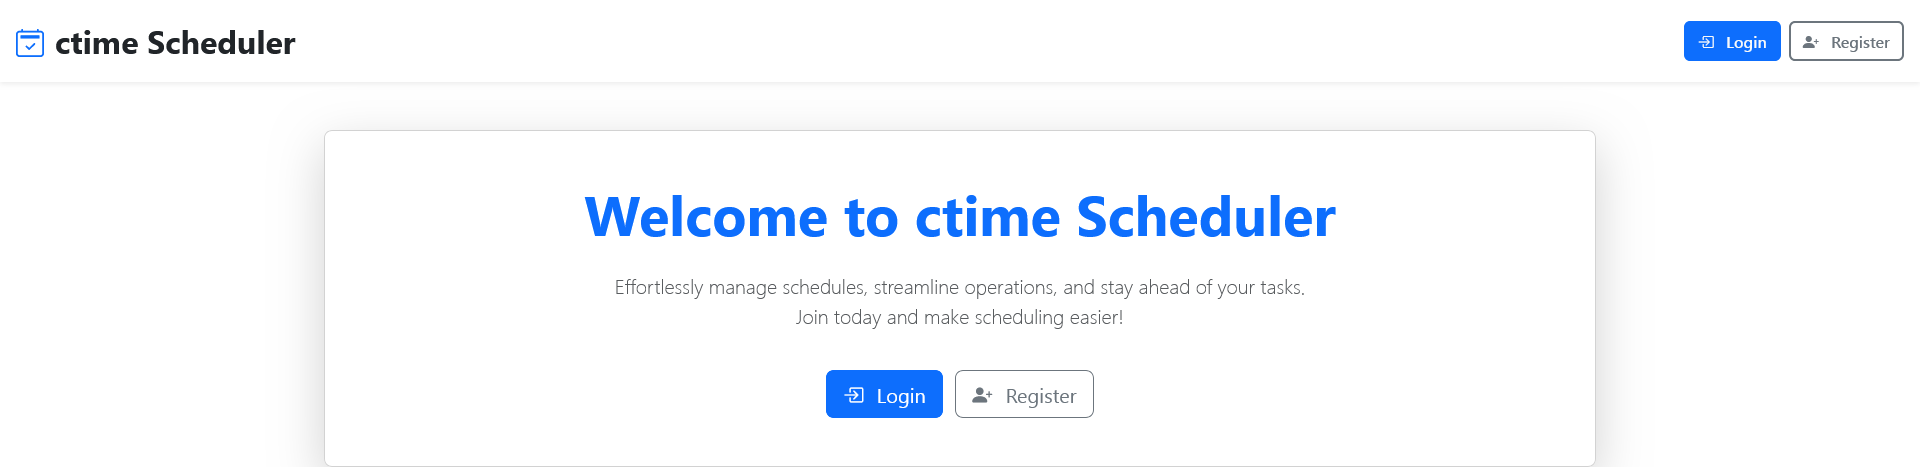 ctime Scheduler
Login
Register
Welcome to ctime Scheduler
Effortlessly manage schedules, streamline operations, and stay ahead of your tasks.
Join today and make scheduling easier!
Login
Register